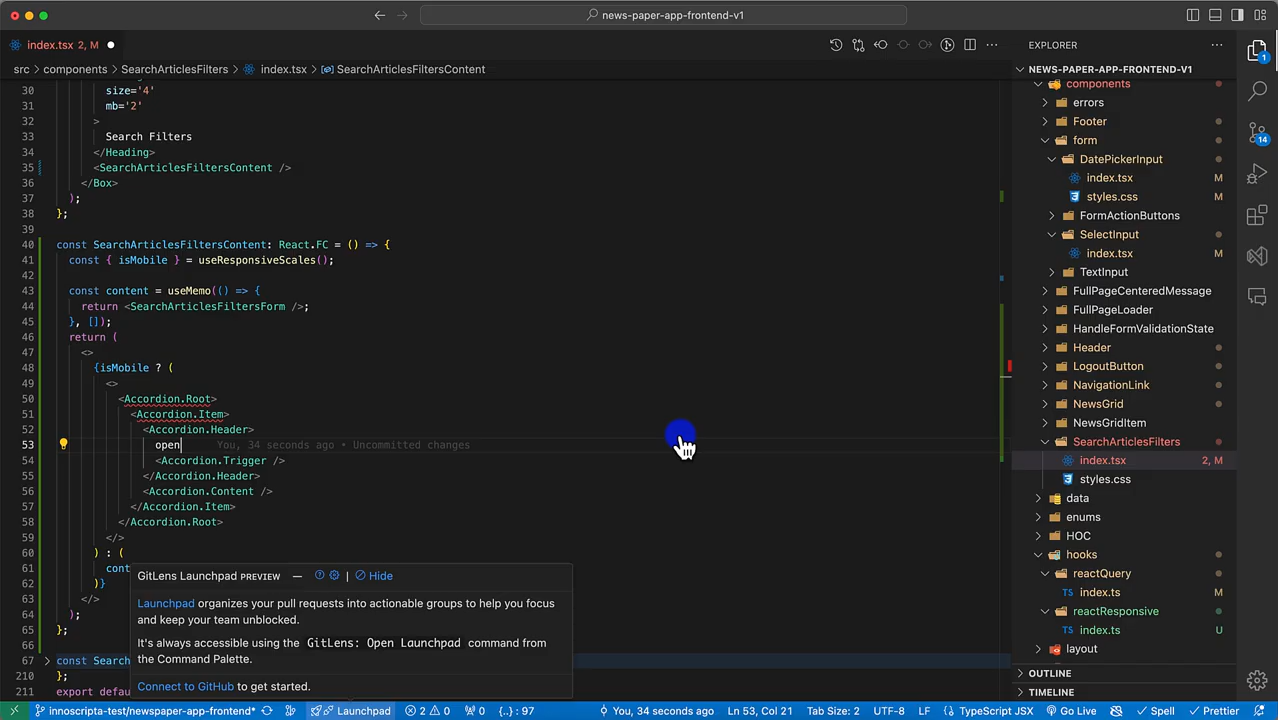 news-paper-app-frontend-v1
index.tsx 2, M
EXPLORER
src > components > SearchArticlesFilters > index.tsx > SearchArticlesFiltersContent
30 size='4'
31 mb='2'
32 >
33 Search Filters
34 </Heading>
35 <SearchArticlesFiltersContent />
36 </Box>
37 );
38 };
39
40 const SearchArticlesFiltersContent: React.FC = () => {
41 const { isMobile } = useResponsiveScales();
42
43 const content = useMemo(() => {
44 return <SearchArticlesFiltersForm />;
45 }, []);
46 return (
47 <>
48 {isMobile ? (
49 <>
50 <Accordion.Root>
51 <Accordion.Item>
52 <Accordion.Header>
53 open You, 34 seconds ago • Uncommitted changes
54 <Accordion.Trigger />
55 </Accordion.Header>
56 <Accordion.Content />
57 </Accordion.Item>
58 </Accordion.Root>
59 </>
60 ) : (
61 cont
62 )}
63 </>
64 );
65 };
66
67 const Search
210 };
211 export defau
GitLens Launchpad PREVIEW — | Hide
Launchpad organizes your pull requests into actionable groups to help you focus
and keep your team unblocked.
It's always accessible using the GitLens: Open Launchpad command from
the Command Palette.
Connect to GitHub to get started.
NEWS-PAPER-APP-FRONTEND-V1
components
errors
Footer
form
DatePickerInput
index.tsx M
styles.css M
FormActionButtons
SelectInput
index.tsx M
TextInput
FullPageCenteredMessage
FullPageLoader
HandleFormValidationState
Header
LogoutButton
NavigationLink
NewsGrid
NewsGridItem
SearchArticlesFilters
index.tsx 2, M
styles.css
data
enums
HOC
hooks
reactQuery
TS index.ts M
reactResponsive
TS index.ts U
layout
OUTLINE
TIMELINE
1
14
innoscripta-test/newspaper-app-frontend* Launchpad 2 0 0 {..} : 97 You, 34 seconds ago Ln 53, Col 21 Tab Size: 2 UTF-8 LF {} TypeScript JSX Go Live Spell Prettier